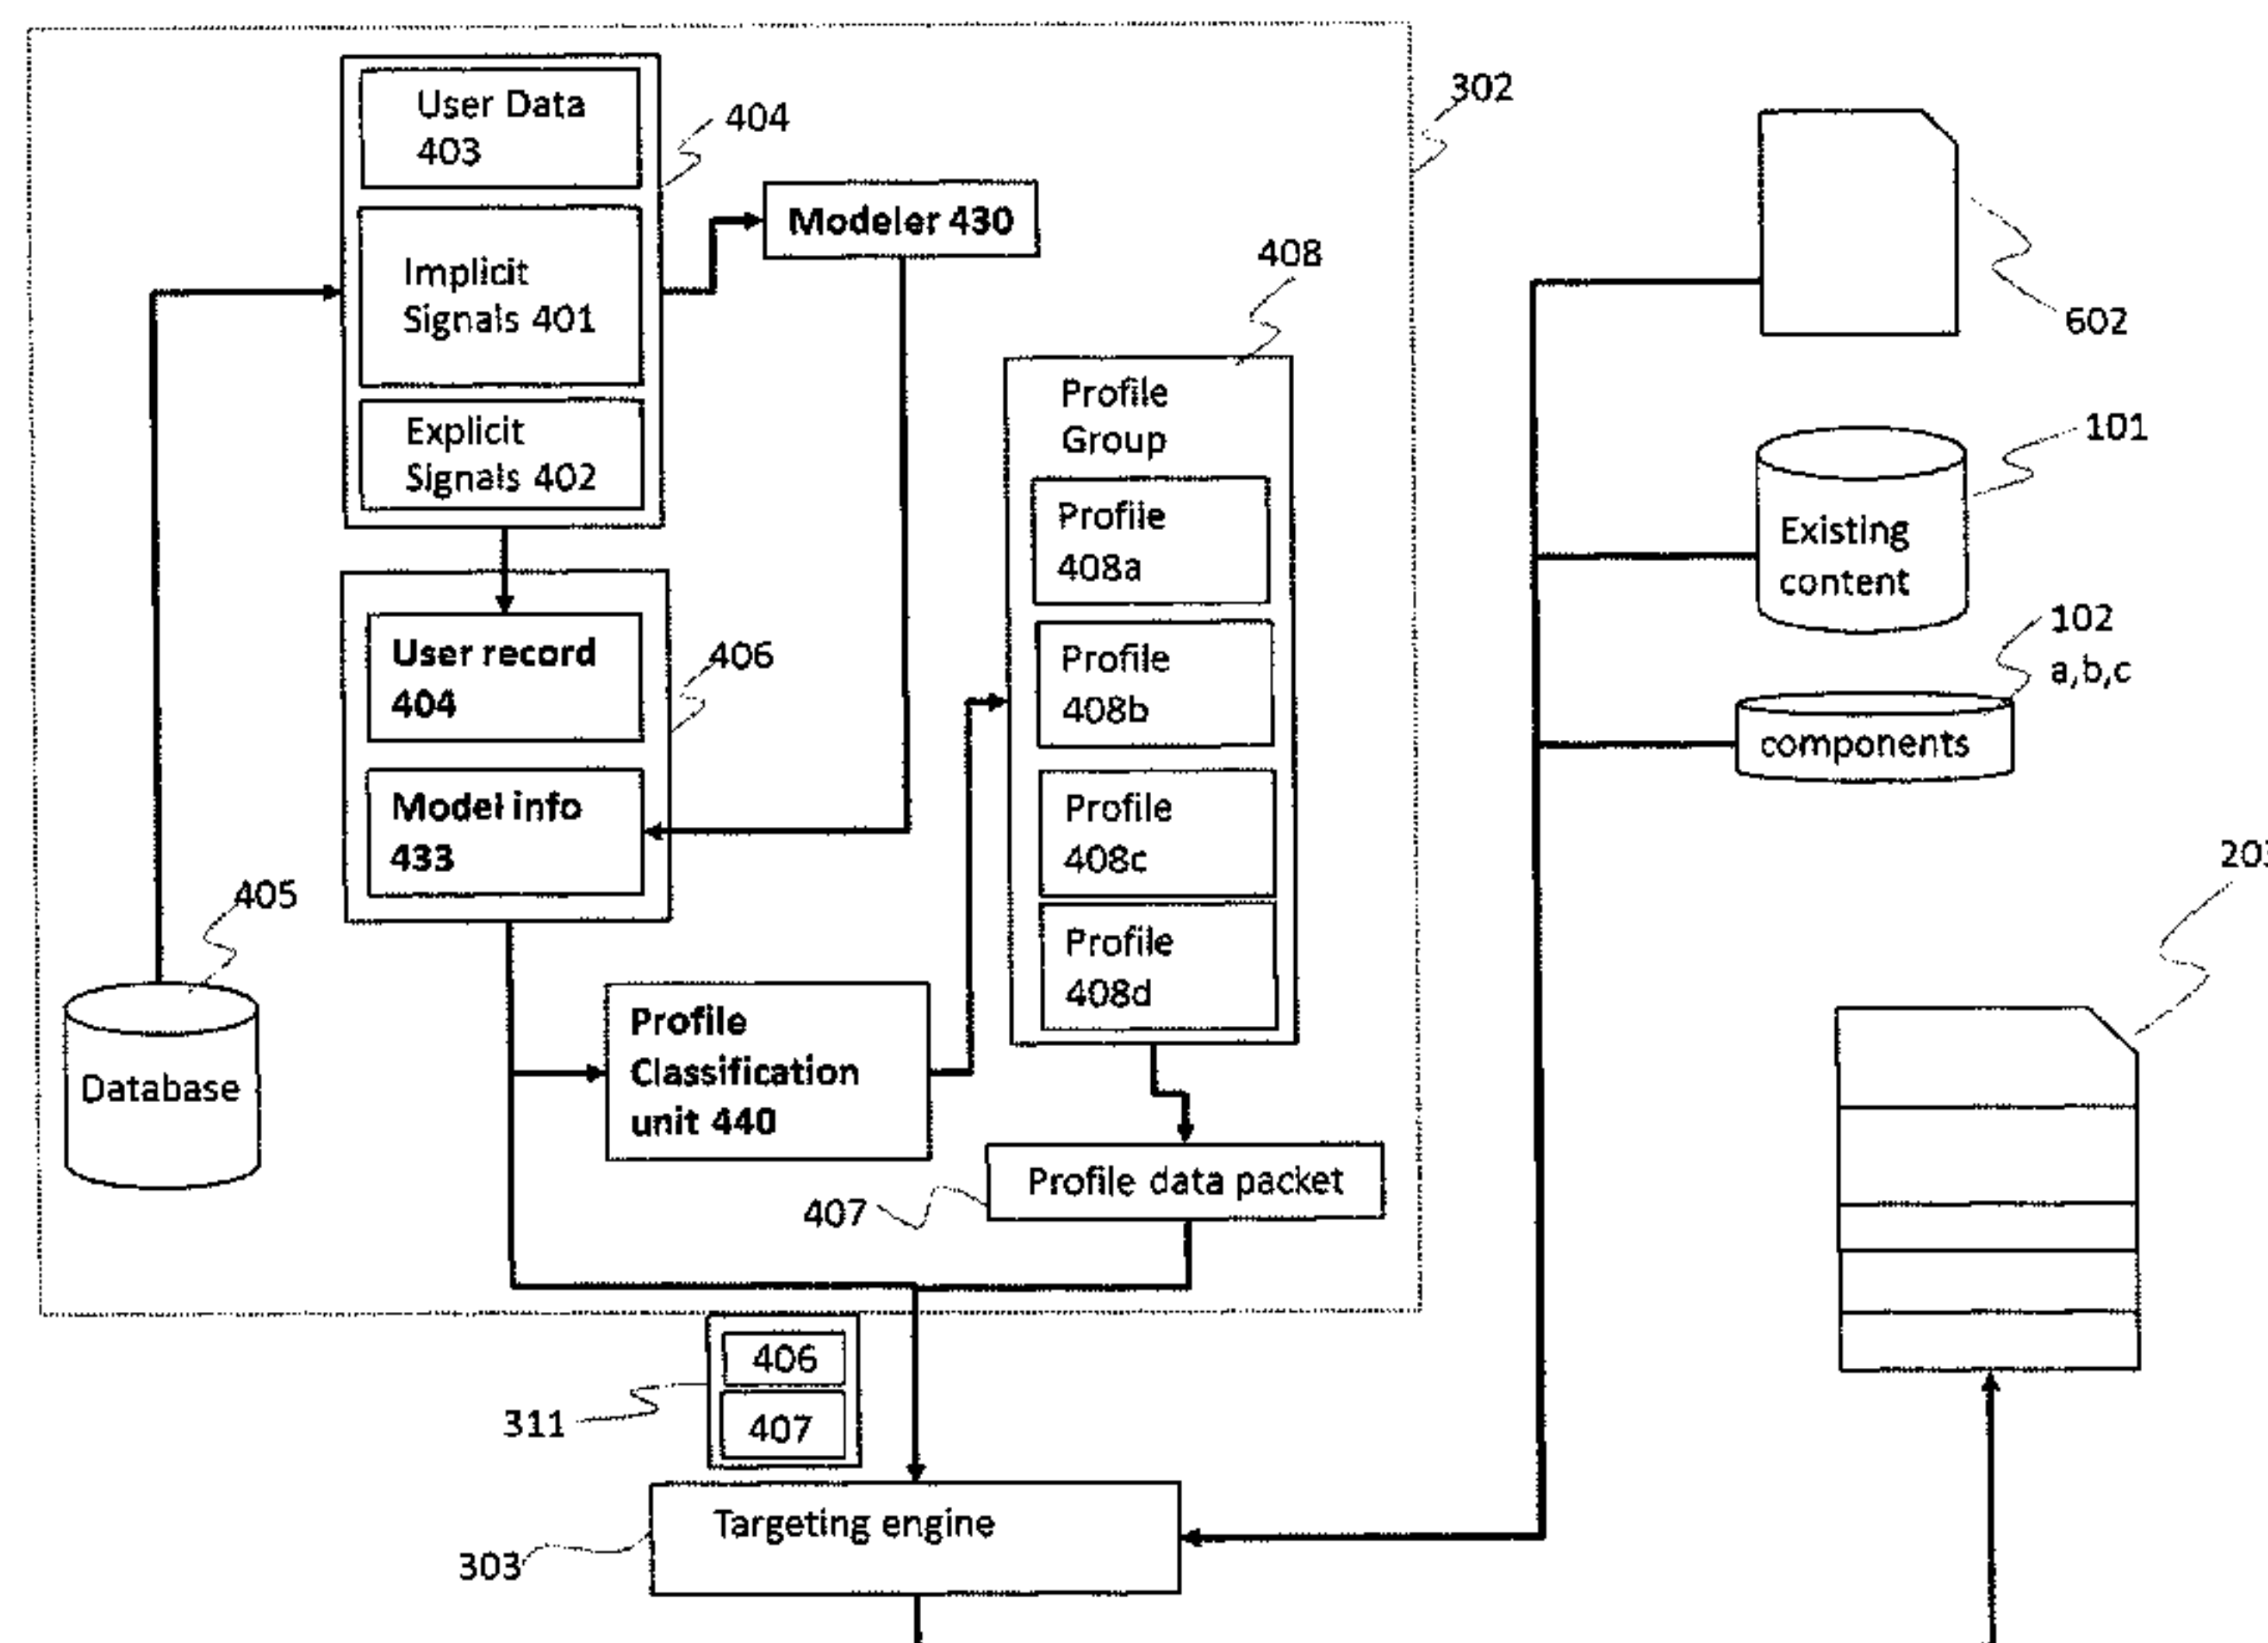 User Data
403
404
302
Modeler 430
Implicit
Signals 401
408
602
Explicit
Signals 402
Profile
Group
101
Existing
content
Profile
408a
User record
404
406
Profile
408b
102
a,b,c
components
Model info
433
Profile
408c
405
Profile
408d
Database
Profile
Classification
unit 440
Profile data packet
407
406
407
311
Targeting engine
303